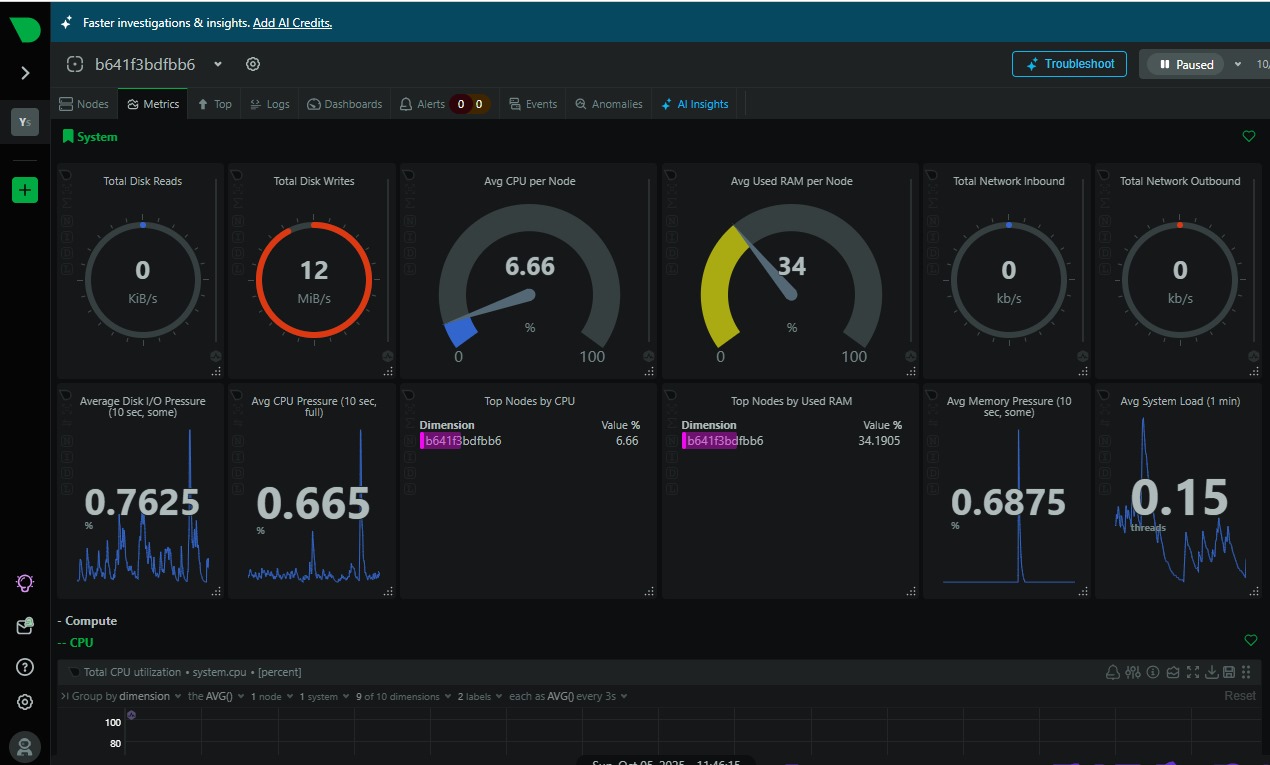 Faster investigations & insights. Add AI Credits.
b641f3bdfbb6
Troubleshoot
Paused
10/
Nodes
Metrics
Top
Logs
Dashboards
Alerts 0 0
Events
Anomalies
AI Insights
Ys
System
Total Disk Reads
0
KiB/s
Total Disk Writes
12
MiB/s
Avg CPU per Node
6.66
%
0 100
Avg Used RAM per Node
34
%
0 100
Total Network Inbound
0
kb/s
Total Network Outbound
0
kb/s
Average Disk I/O Pressure
(10 sec, some)
0.7625
%
Avg CPU Pressure (10 sec,
full)
0.665
%
Top Nodes by CPU
Dimension Value %
b641f3bdfbb6 6.66
Top Nodes by Used RAM
Dimension Value %
b641f3bdfbb6 34.1905
Avg Memory Pressure (10
sec, some)
0.6875
%
Avg System Load (1 min)
0.15
threads
- Compute
-- CPU
Total CPU utilization • system.cpu • [percent]
Group by dimension the AVG() 1 node 1 system 9 of 10 dimensions 2 labels each as AVG() every 3s
Reset
100
80
Sun, Oct 05, 2025 11:46:15